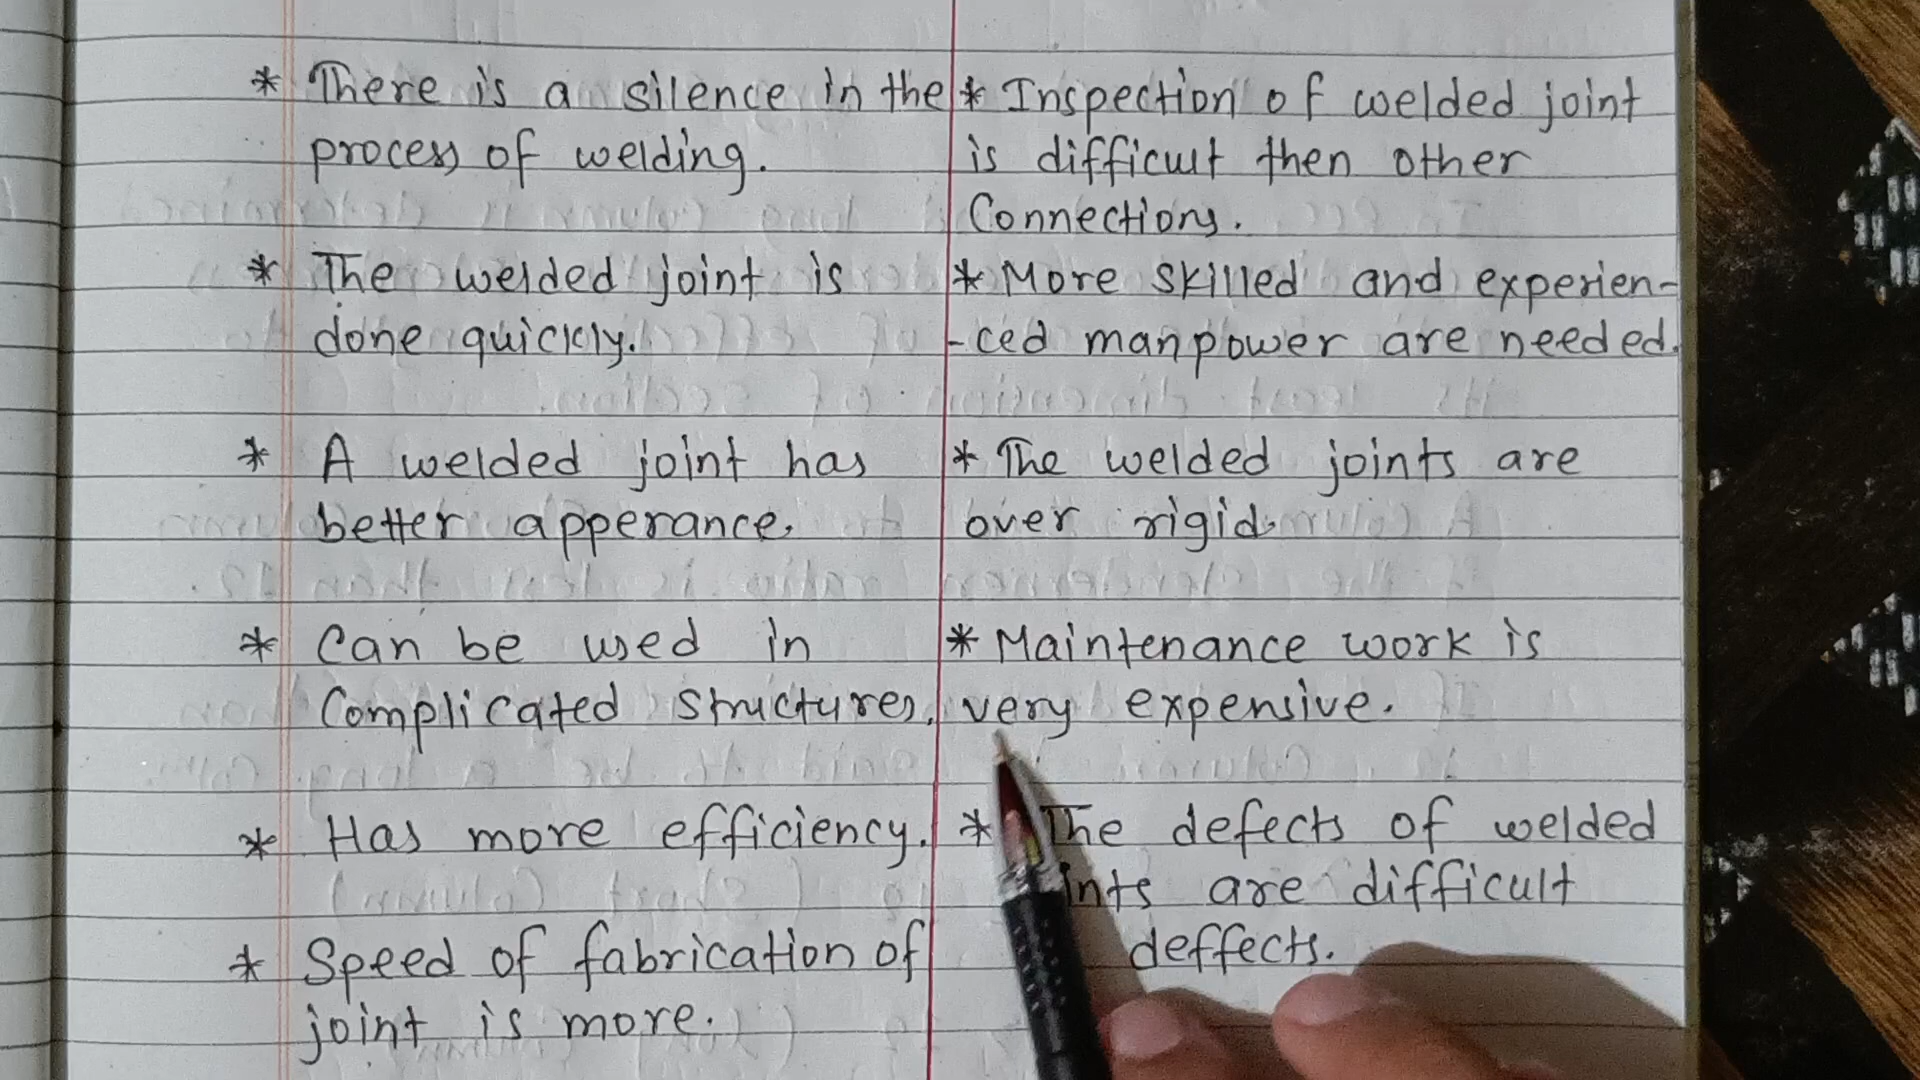 * There is a silence in the
process of welding.
* The welded joint is
done quickly.
* A welded joint has
better apperance.
* Can be used in
Complicated structures.
* Has more efficiency.
* Speed of fabrication of
joint is more.
* Inspection of welded joint
is difficult then other
Connections.
* More skilled and experien-
-ced manpower are needed.
* The welded joints are
over rigid.
* Maintenance work is
very expensive.
* The defects of welded
are difficult
deffects.